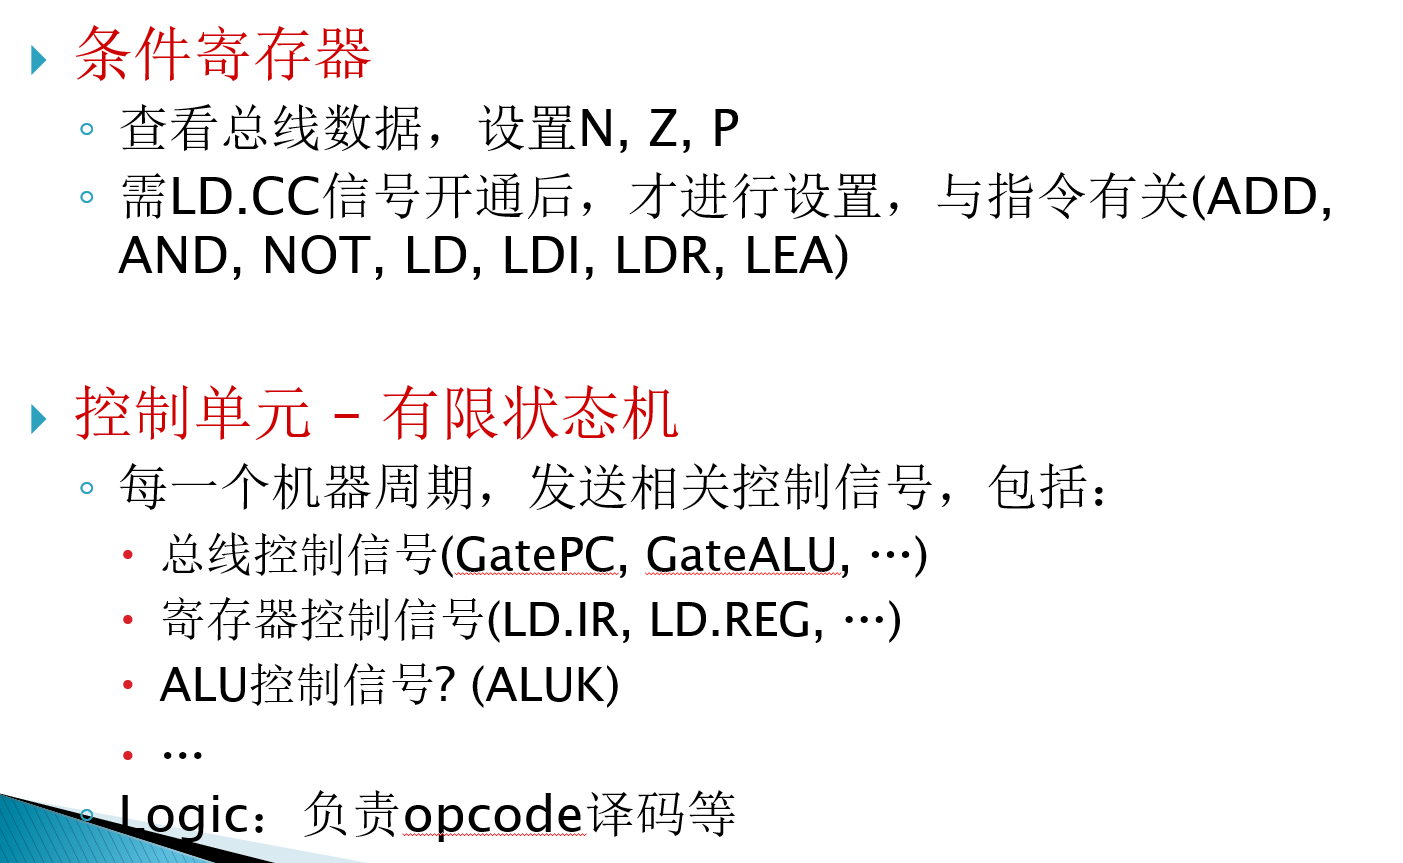 条件寄存器
查看总线数据，设置N, Z, P
需LD.CC信号开通后，才进行设置，与指令有关(ADD,
AND, NOT, LD, LDI, LDR, LEA)
控制单元 – 有限状态机
每一个机器周期，发送相关控制信号，包括：
总线控制信号(GatePC, GateALU, …)
寄存器控制信号(LD.IR, LD.REG, …)
ALU控制信号? (ALUK)
…
Logic：负责opcode译码等